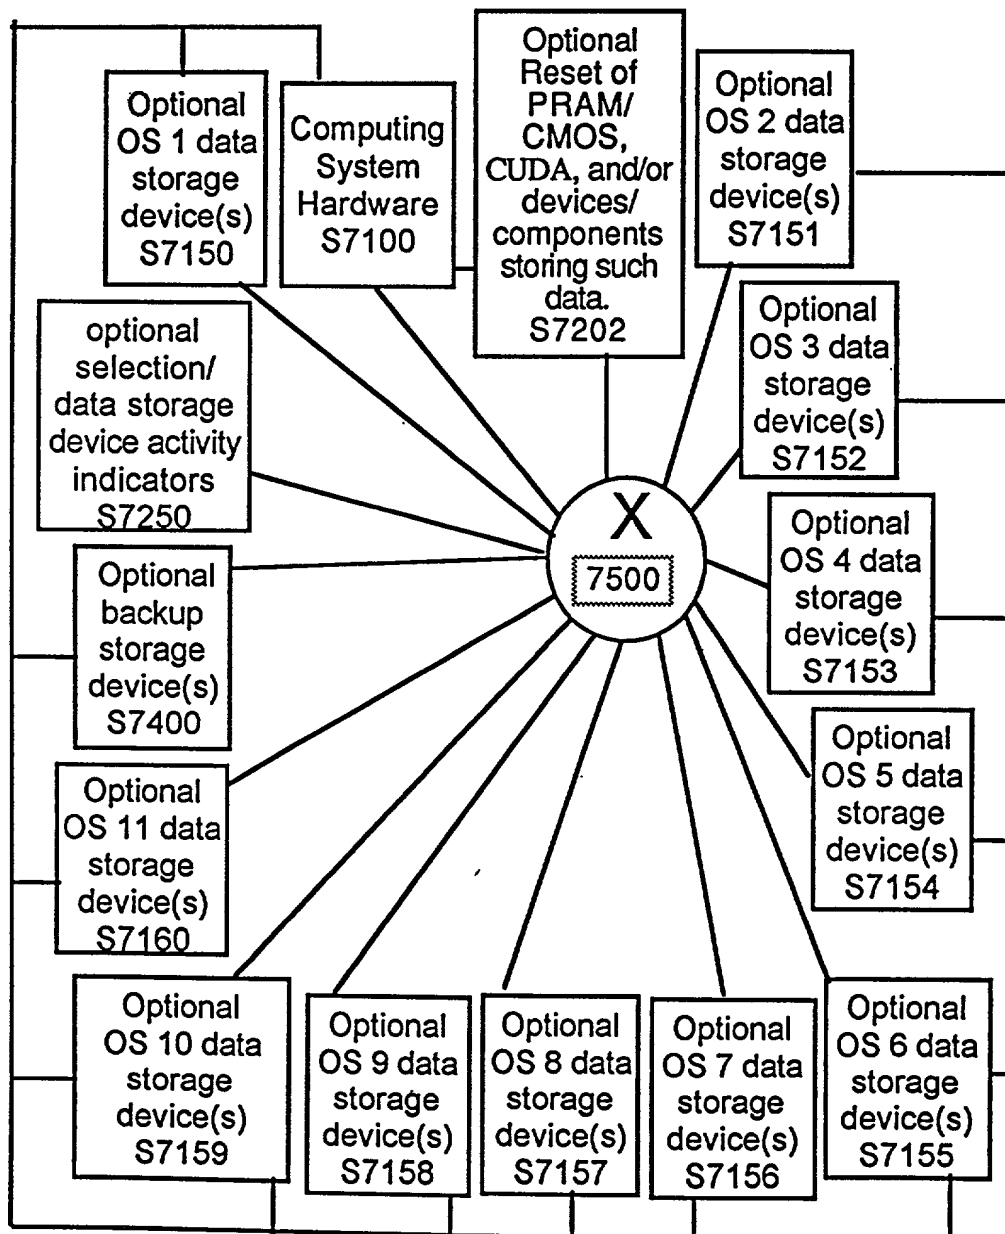 Optional
OS 1 data
storage
device(s)
S7150
Computing
System
Hardware
S7100
Optional
Reset of
PRAM/
CMOS,
CUDA, and/or
devices/
components
storing such
data.
S7202
Optional
OS 2 data
storage
device(s)
S7151
optional
selection/
data storage
device activity
indicators
S7250
Optional
OS 3 data
storage
device(s)
S7152
X
7500
Optional
OS 4 data
storage
device(s)
S7153
Optional
backup
storage
device(s)
S7400
Optional
OS 5 data
storage
device(s)
S7154
Optional
OS 11 data
storage
device(s)
S7160
Optional
OS 10 data
storage
device(s)
S7159
Optional
OS 9 data
storage
device(s)
S7158
Optional
OS 8 data
storage
device(s)
S7157
Optional
OS 7 data
storage
device(s)
S7156
Optional
OS 6 data
storage
device(s)
S7155